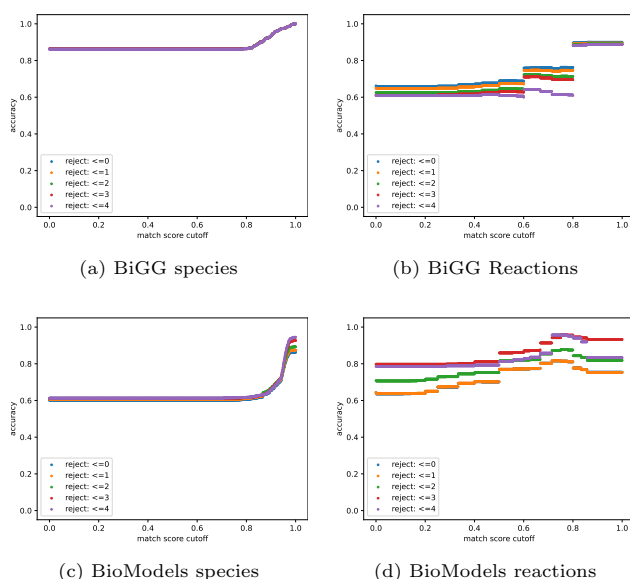 1.0
0.8
0.6
0.4
0.2
0.0
accuracy
reject: <=0
reject: <=1
reject: <=2
reject: <=3
reject: <=4
0.0 0.2 0.4 0.6 0.8 1.0
match score cutoff
(a) BiGG species
1.0
0.8
0.6
0.4
0.2
0.0
accuracy
reject: <=0
reject: <=1
reject: <=2
reject: <=3
reject: <=4
0.0 0.2 0.4 0.6 0.8 1.0
match score cutoff
(b) BiGG Reactions
1.0
0.8
0.6
0.4
0.2
0.0
accuracy
reject: <=0
reject: <=1
reject: <=2
reject: <=3
reject: <=4
0.0 0.2 0.4 0.6 0.8 1.0
match score cutoff
(c) BioModels species
1.0
0.8
0.6
0.4
0.2
0.0
accuracy
reject: <=0
reject: <=1
reject: <=2
reject: <=3
reject: <=4
0.0 0.2 0.4 0.6 0.8 1.0
match score cutoff
(d) BioModels reactions